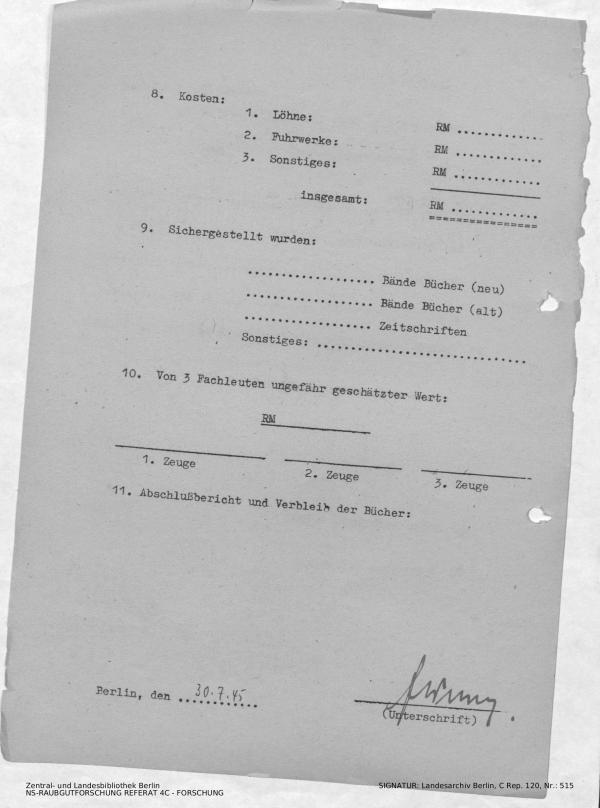 8. Kosten:
1. Löhne: RM .............
2. Fuhrwerke: RM .............
3. Sonstiges: RM .............
insgesamt: RM .............
================
9. Sichergestellt wurden:
................... Bände Bücher (neu)
................... Bände Bücher (alt)
................... Zeitschriften
Sonstiges: ...............................
10. Von 3 Fachleuten ungefähr geschätzter Wert:
RM
1. Zeuge 2. Zeuge 3. Zeuge
11. Abschlußbericht und Verbleib der Bücher:
Berlin, den 30.7.45
(Unterschrift)
Zentral- und Landesbibliothek Berlin
NS-RAUBGUTFORSCHUNG REFERAT 4C - FORSCHUNG
SIGNATUR: Landesarchiv Berlin, C Rep. 120, Nr.: 515